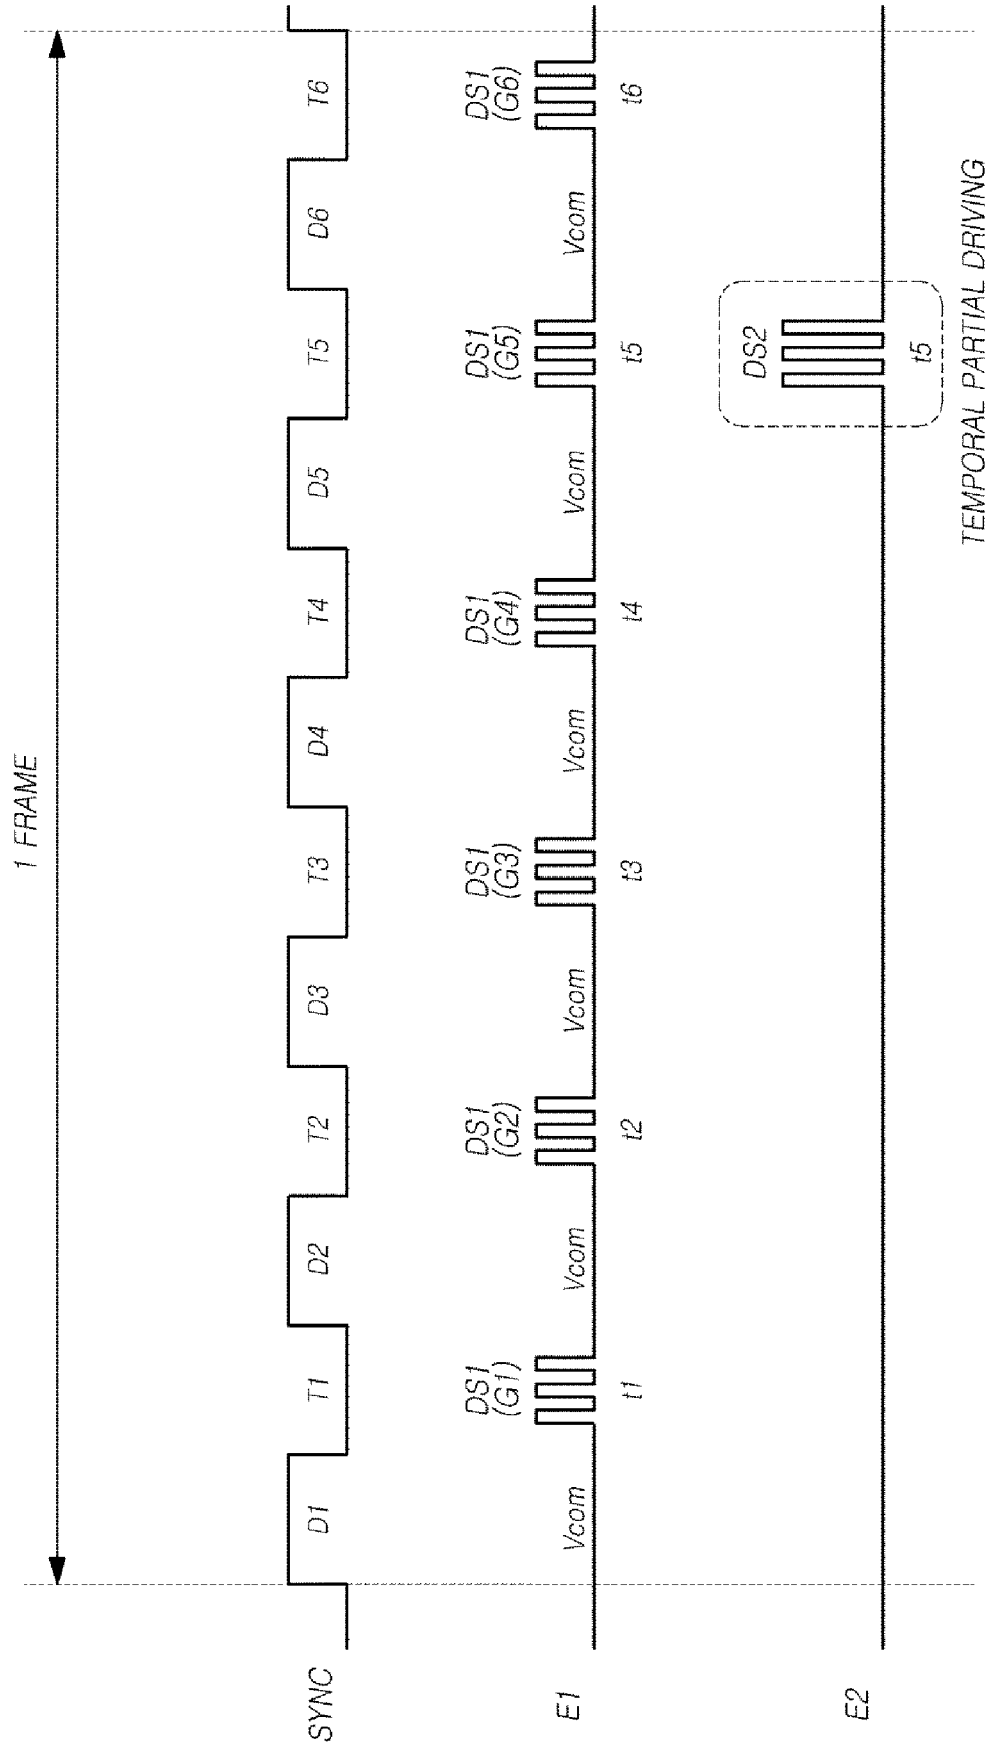 1 FRAME
SYNC
D1
T1
D2
T2
D3
T3
D4
T4
D5
T5
D6
T6
E1
Vcom
DS1
(G1)
t1
Vcom
DS1
(G2)
t2
Vcom
DS1
(G3)
t3
Vcom
DS1
(G4)
t4
Vcom
DS1
(G5)
t5
Vcom
DS1
(G6)
t6
E2
DS2
t5
TEMPORAL PARTIAL DRIVING